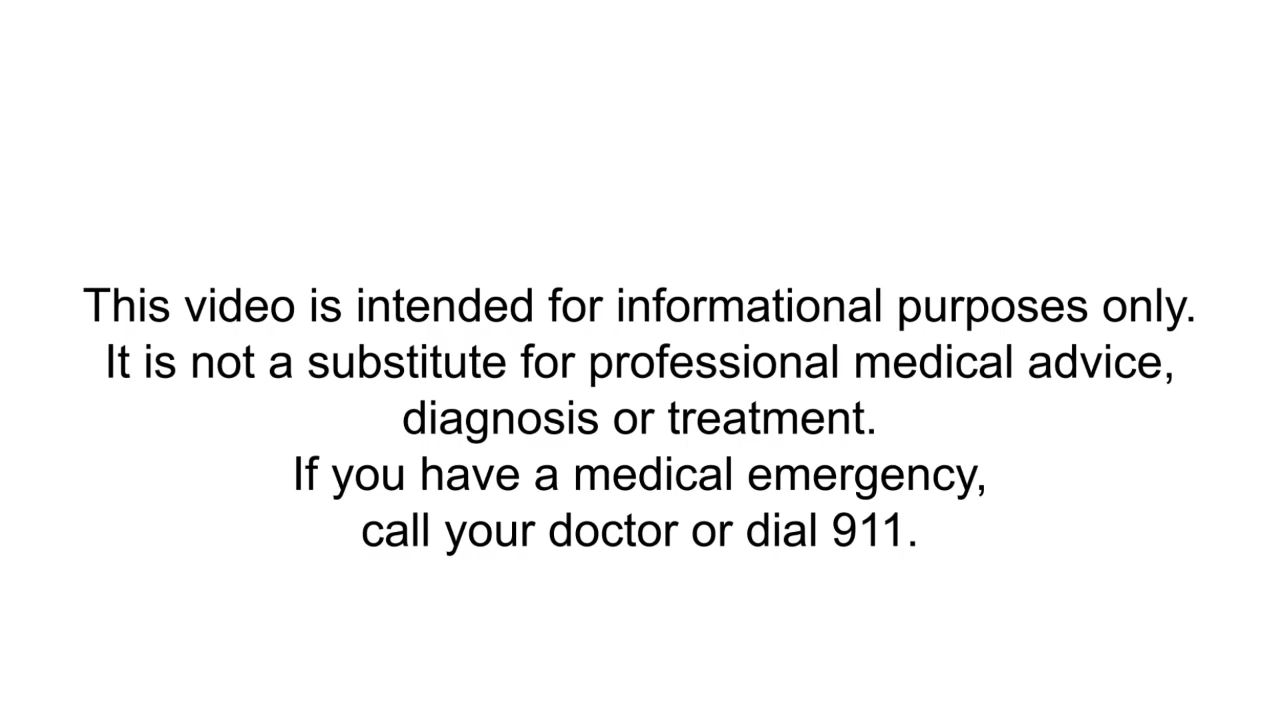 This video is intended for informational purposes only.
It is not a substitute for professional medical advice,
diagnosis or treatment.
If you have a medical emergency,
call your doctor or dial 911.